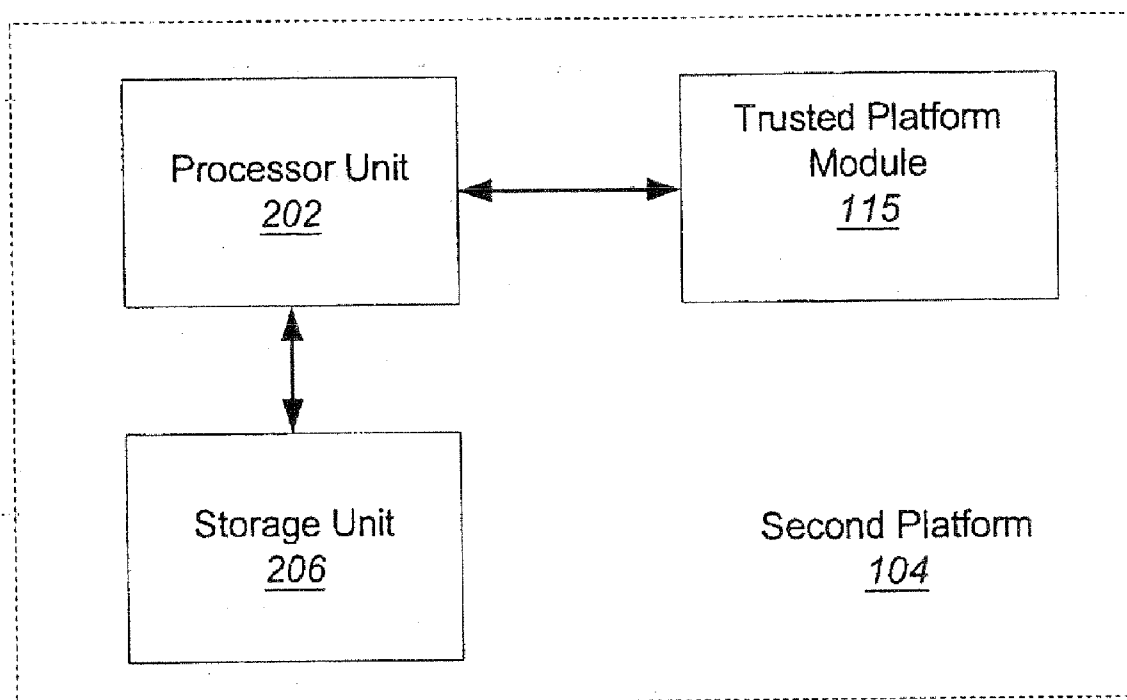 Processor Unit
202
Trusted Platform
Module
115
Storage Unit
206
Second Platform
104